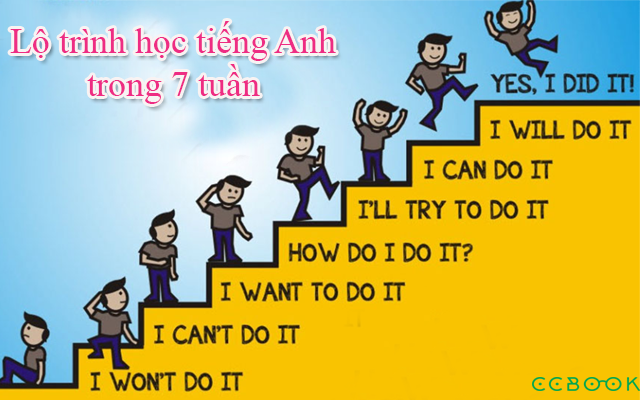 Lộ trình học tiếng Anh
trong 7 tuần
YES, I DID IT!
I WILL DO IT
I CAN DO IT
I'LL TRY TO DO IT
HOW DO I DO IT?
I WANT TO DO IT
I CAN'T DO IT
I WON'T DO IT
CCBOOK